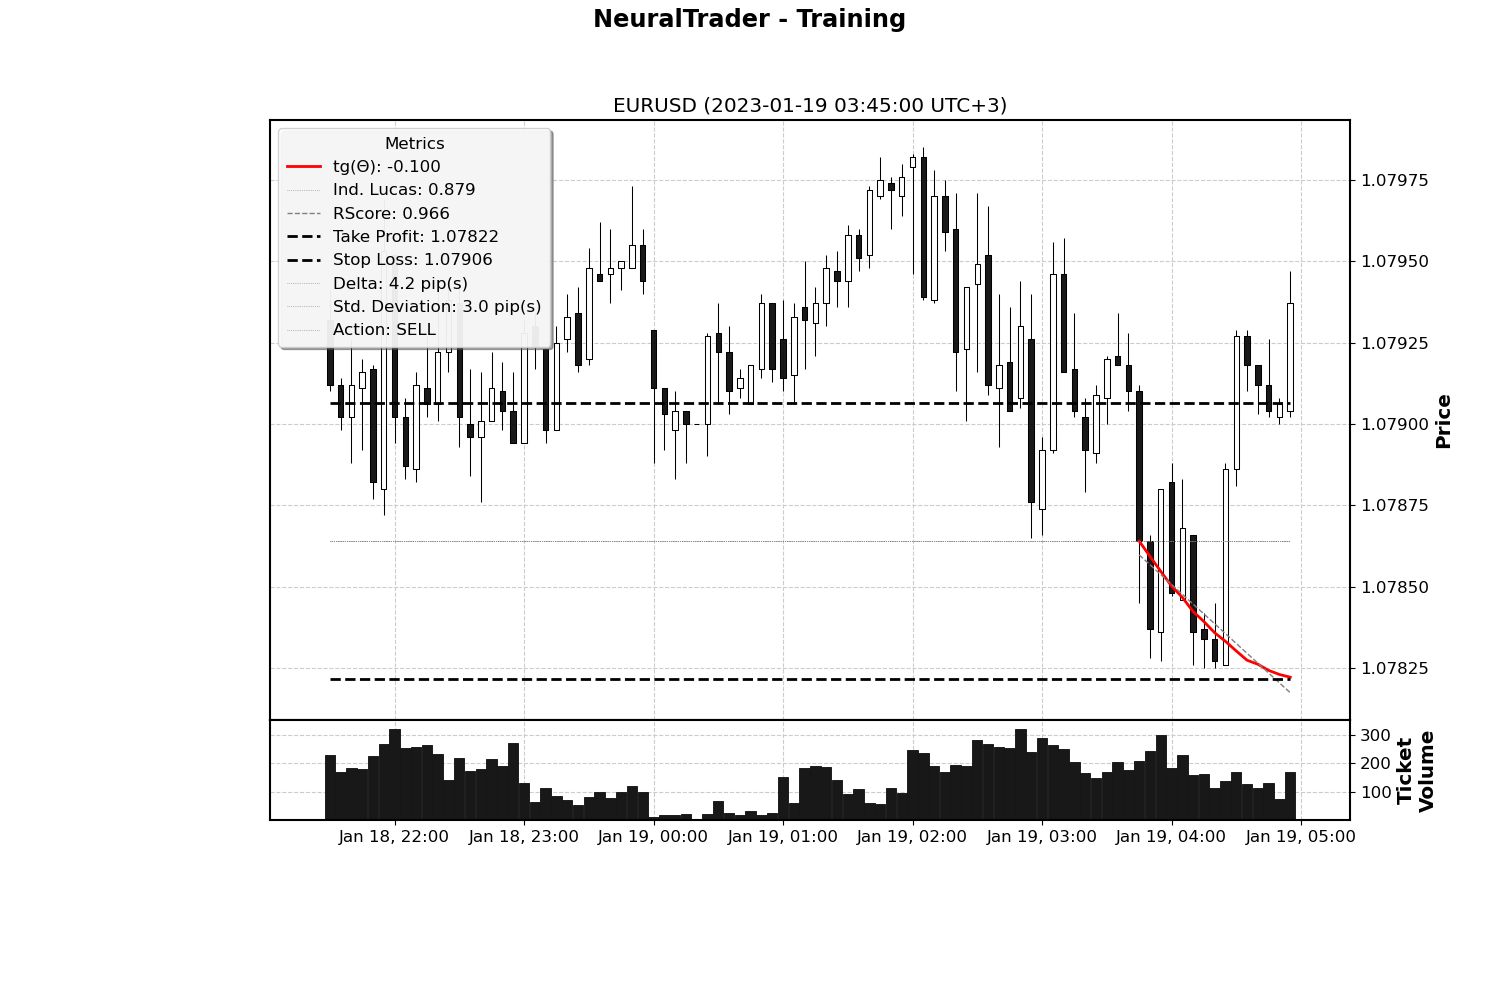 NeuralTrader - Training
EURUSD (2023-01-19 03:45:00 UTC+3)
Metrics
tg(Θ): -0.100
Ind. Lucas: 0.879
RScore: 0.966
Take Profit: 1.07822
Stop Loss: 1.07906
Delta: 4.2 pip(s)
Std. Deviation: 3.0 pip(s)
Action: SELL
1.07975
1.07950
1.07925
1.07900
1.07875
1.07850
1.07825
Price
300
200
100
Ticket
Volume
Jan 18, 22:00
Jan 18, 23:00
Jan 19, 00:00
Jan 19, 01:00
Jan 19, 02:00
Jan 19, 03:00
Jan 19, 04:00
Jan 19, 05:00